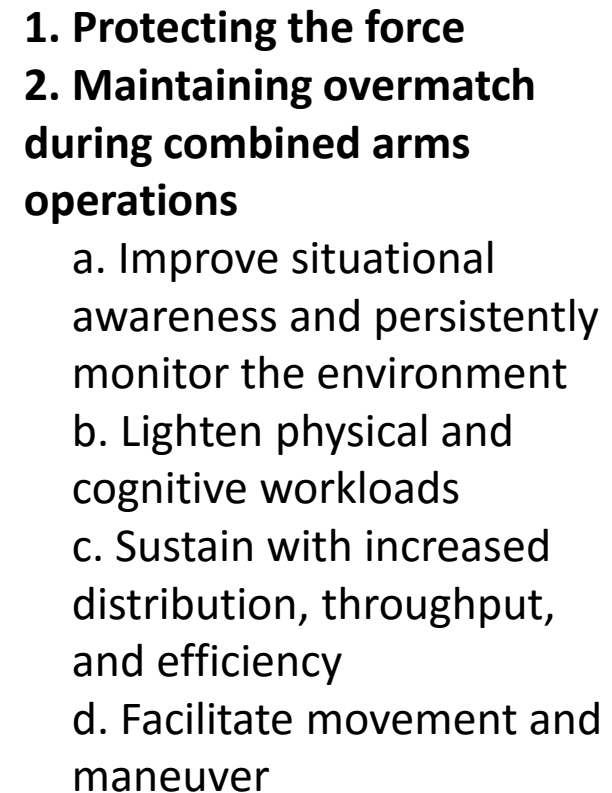 1. Protecting the force
2. Maintaining overmatch
during combined arms
operations
a. Improve situational
awareness and persistently
monitor the environment
b. Lighten physical and
cognitive workloads
c. Sustain with increased
distribution, throughput,
and efficiency
d. Facilitate movement and
maneuver